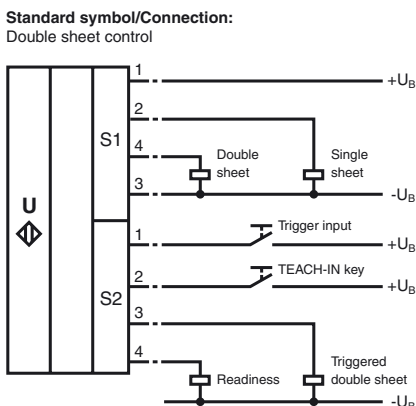 Standard symbol/Connection:
Double sheet control
1
+UB
2
S1
4
Double
sheet
Single
sheet
3
-UB
U
1
Trigger input
+UB
2
TEACH-IN key
+UB
S2
3
4
Readiness
Triggered
double sheet
-UB